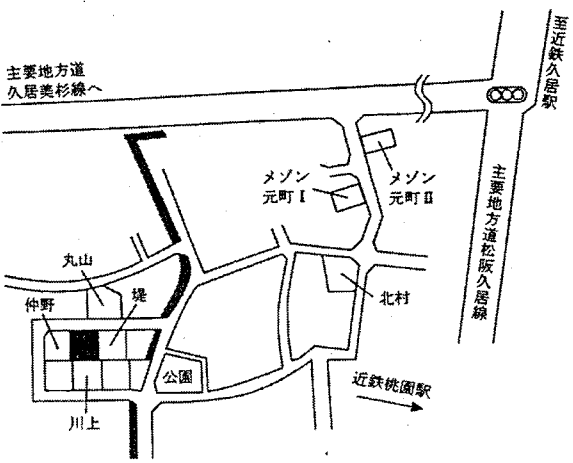 至近鉄久居駅
主要地方道
久居美杉線へ
メゾン
元町Ⅰ
メゾン
元町Ⅱ
主要地方道松阪久居線
丸山
仲野
堤
北村
公園
川上
近鉄桃園駅